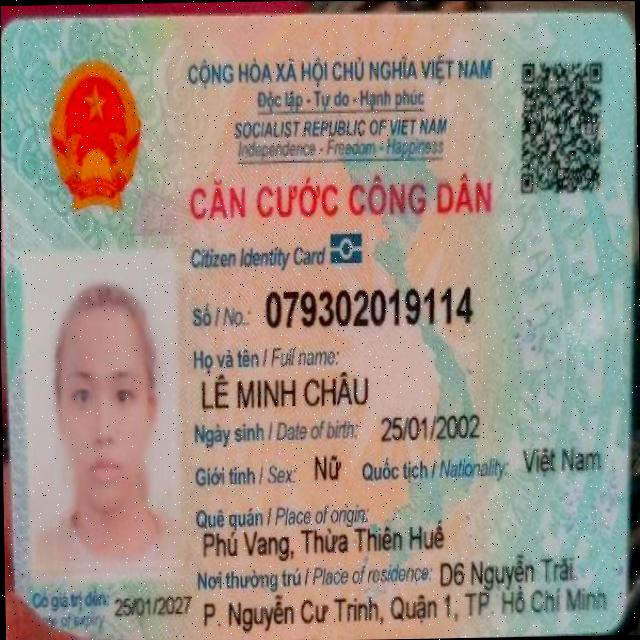 CỘNG HÒA XÃ HỘI CHỦ NGHĨA VIỆT NAM
Độc lập - Tự do - Hạnh phúc
SOCIALIST REPUBLIC OF VIET NAM
Independence - Freedom - Happiness
CĂN CƯỚC CÔNG DÂN
Citizen Identity Card
Số / No.: 079302019114
Họ và tên / Full name:
LÊ MINH CHÂU
Ngày sinh / Date of birth: 25/01/2002
Giới tính / Sex: Nữ Quốc tịch / Nationality: Việt Nam
Quê quán / Place of origin:
Phú Vang, Thừa Thiên Huế
Nơi thường trú / Place of residence: D6 Nguyễn Trãi
P. Nguyễn Cư Trinh, Quận 1, TP. Hồ Chí Minh
Có giá trị đến: 25/01/2027
of expiry